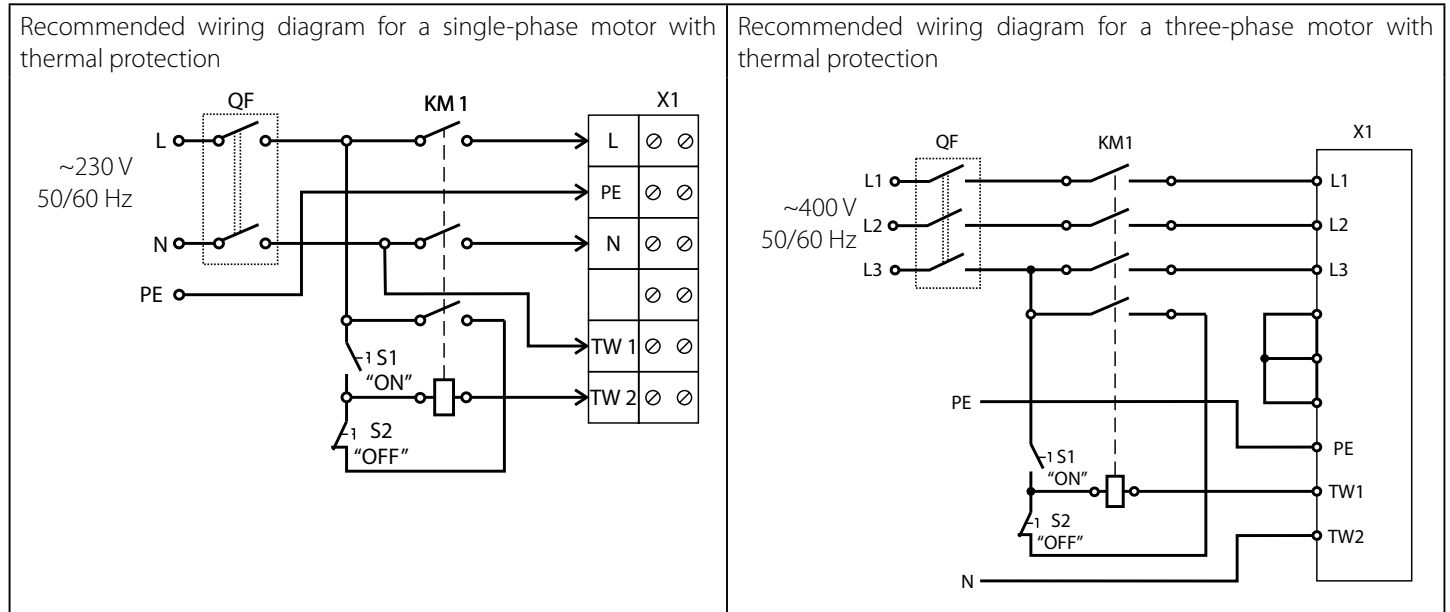 Recommended wiring diagram for a single-phase motor with
thermal protection
QF
KM 1
X1
L
~230 V
50/60 Hz
N
PE
L
PE
N
TW 1
TW 2
S1
"ON"
S2
"OFF"
Recommended wiring diagram for a three-phase motor with
thermal protection
QF
KM1
X1
L1
~400 V
L2
50/60 Hz
L3
L1
L2
L3
PE
PE
S1
"ON"
TW1
S2
"OFF"
TW2
N